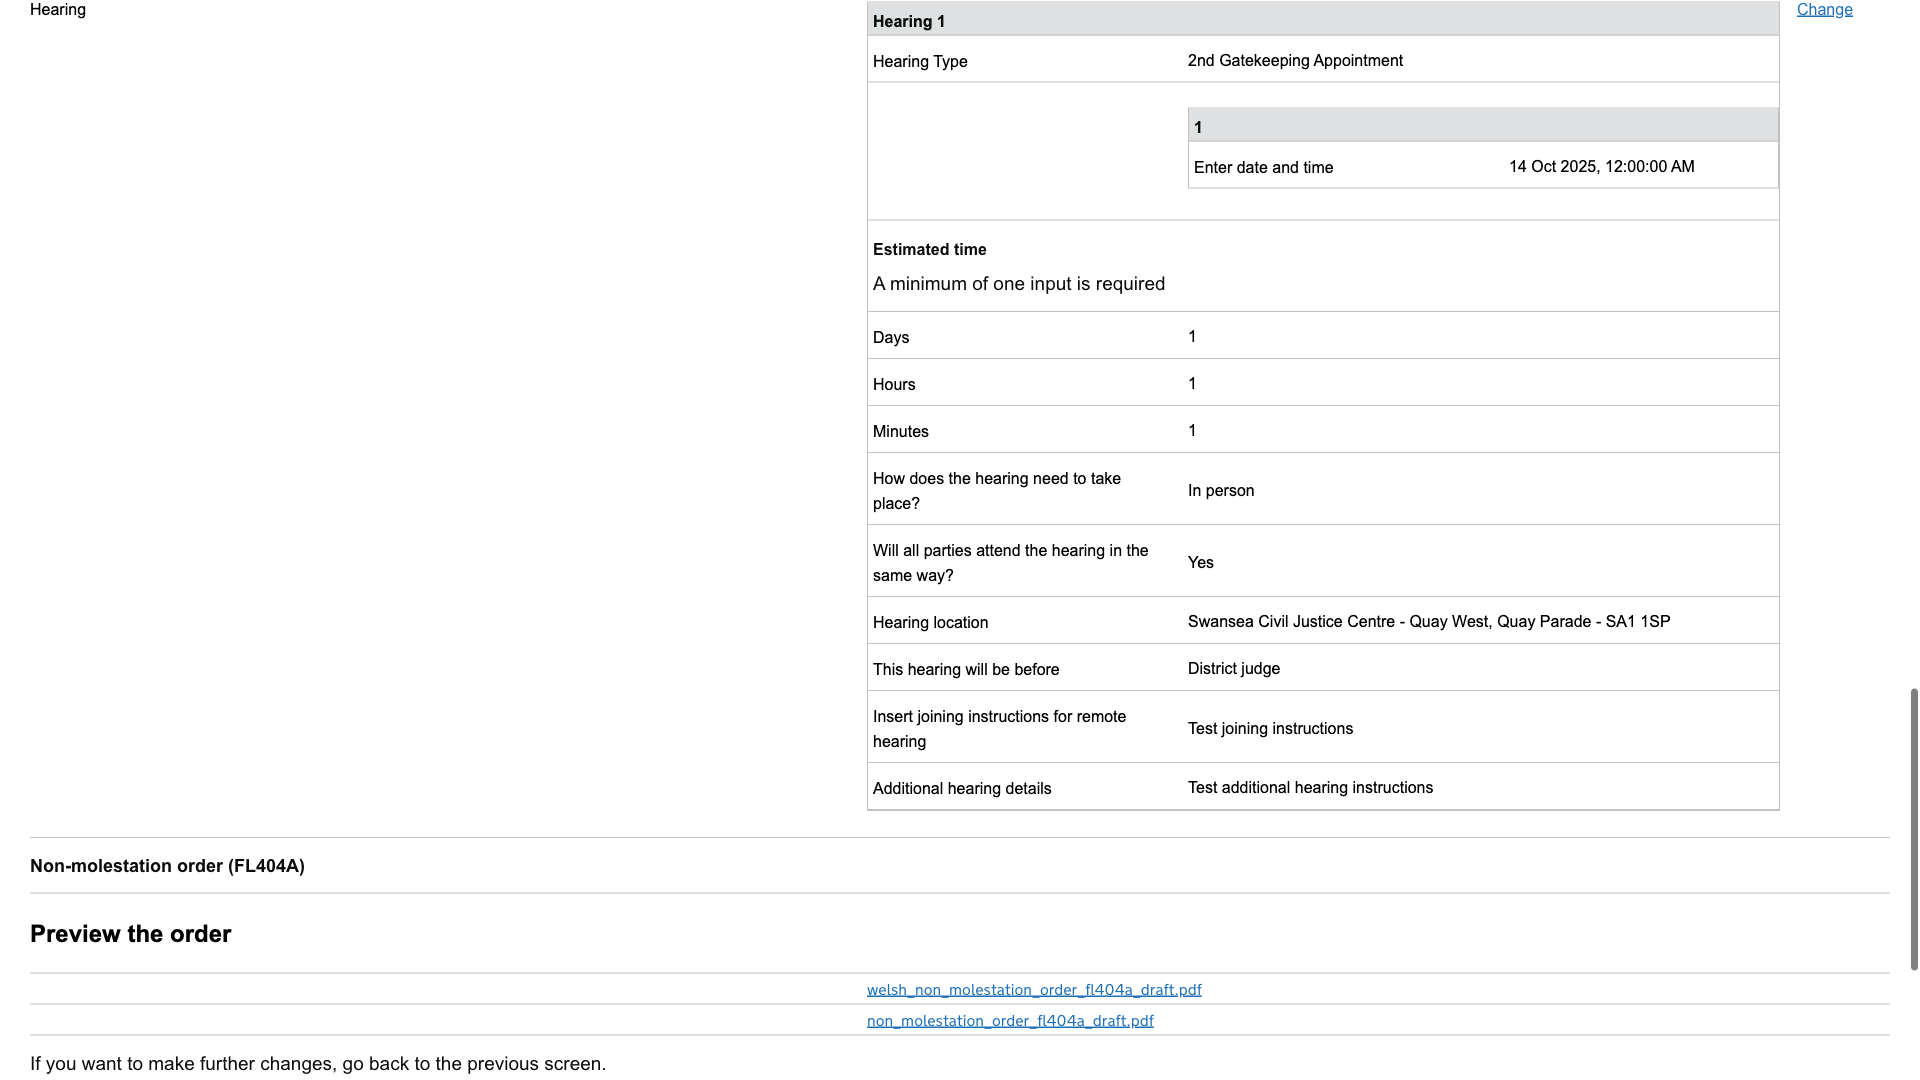 Hearing
Hearing 1
Change
Hearing Type
2nd Gatekeeping Appointment
1
Enter date and time
14 Oct 2025, 12:00:00 AM
Estimated time
A minimum of one input is required
Days
1
Hours
1
Minutes
1
How does the hearing need to take
place?
In person
Will all parties attend the hearing in the
same way?
Yes
Hearing location
Swansea Civil Justice Centre - Quay West, Quay Parade - SA1 1SP
This hearing will be before
District judge
Insert joining instructions for remote
hearing
Test joining instructions
Additional hearing details
Test additional hearing instructions
Non-molestation order (FL404A)
Preview the order
welsh_non_molestation_order_fl404a_draft.pdf
non_molestation_order_fl404a_draft.pdf
If you want to make further changes, go back to the previous screen.